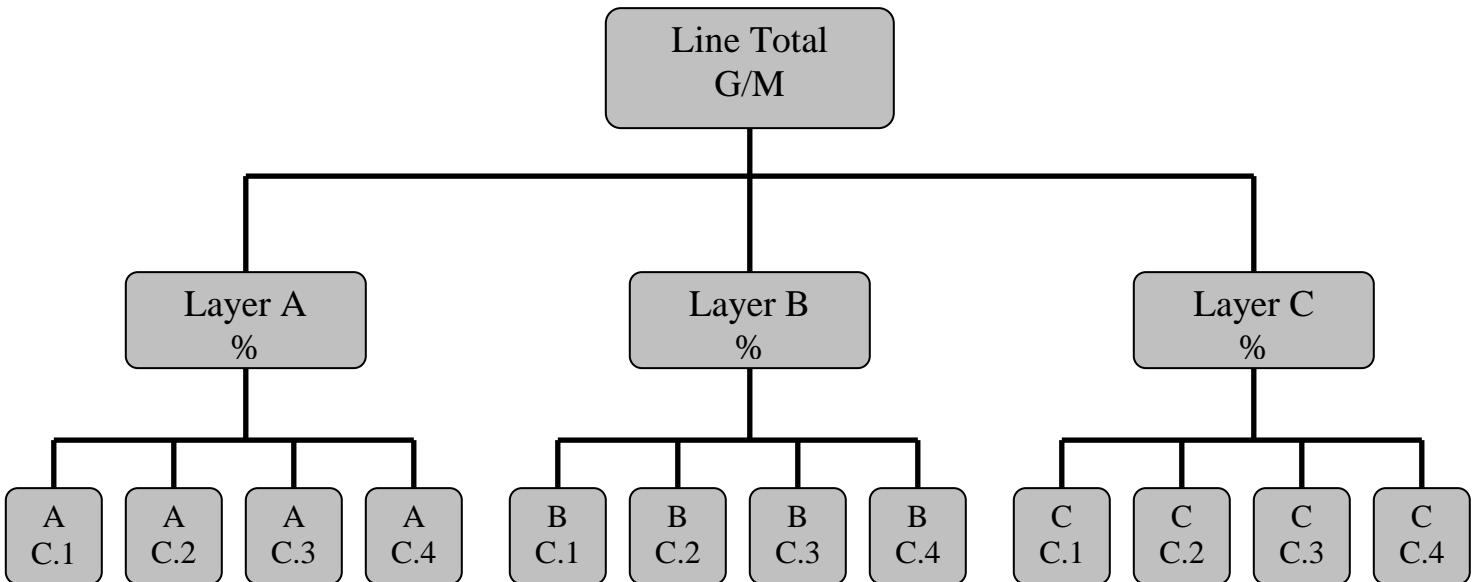 Line Total
G/M
Layer A
%
Layer B
%
Layer C
%
A
C.1
A
C.2
A
C.3
A
C.4
B
C.1
B
C.2
B
C.3
B
C.4
C
C.1
C
C.2
C
C.3
C
C.4